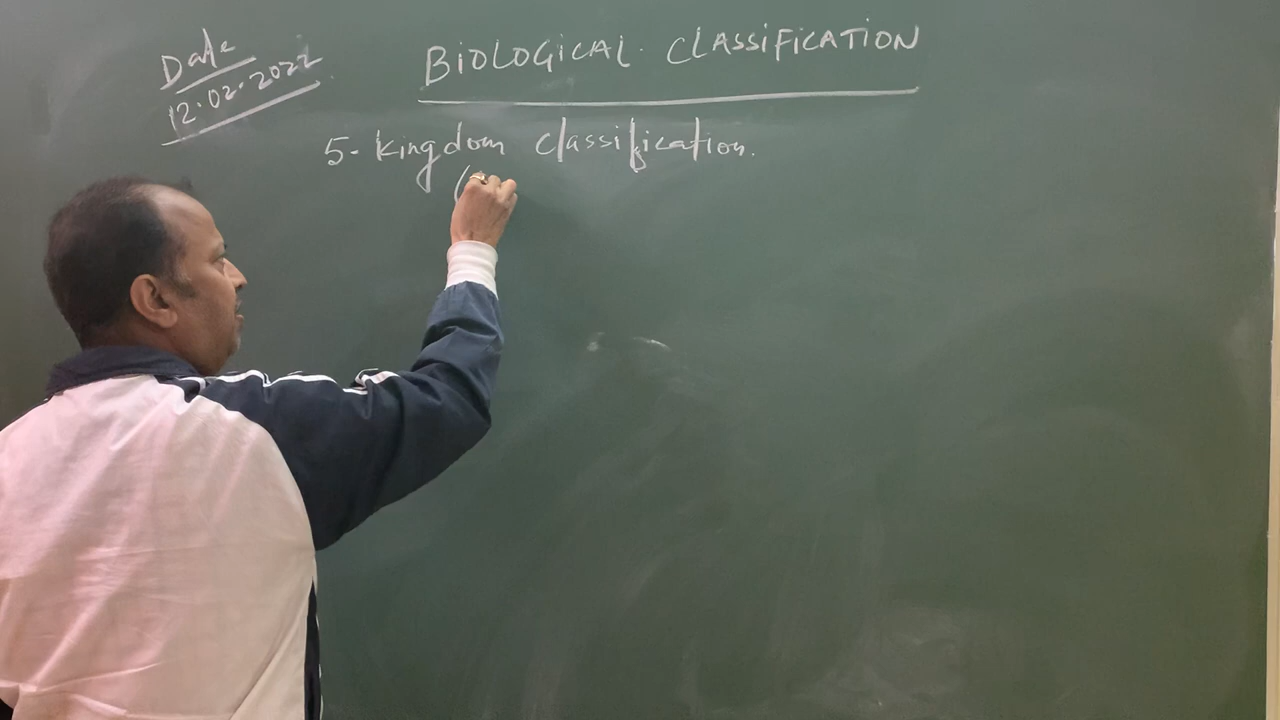 Date
12.02.2022
BIOLOGICAL CLASSIFICATION
5-kingdom classification.
(